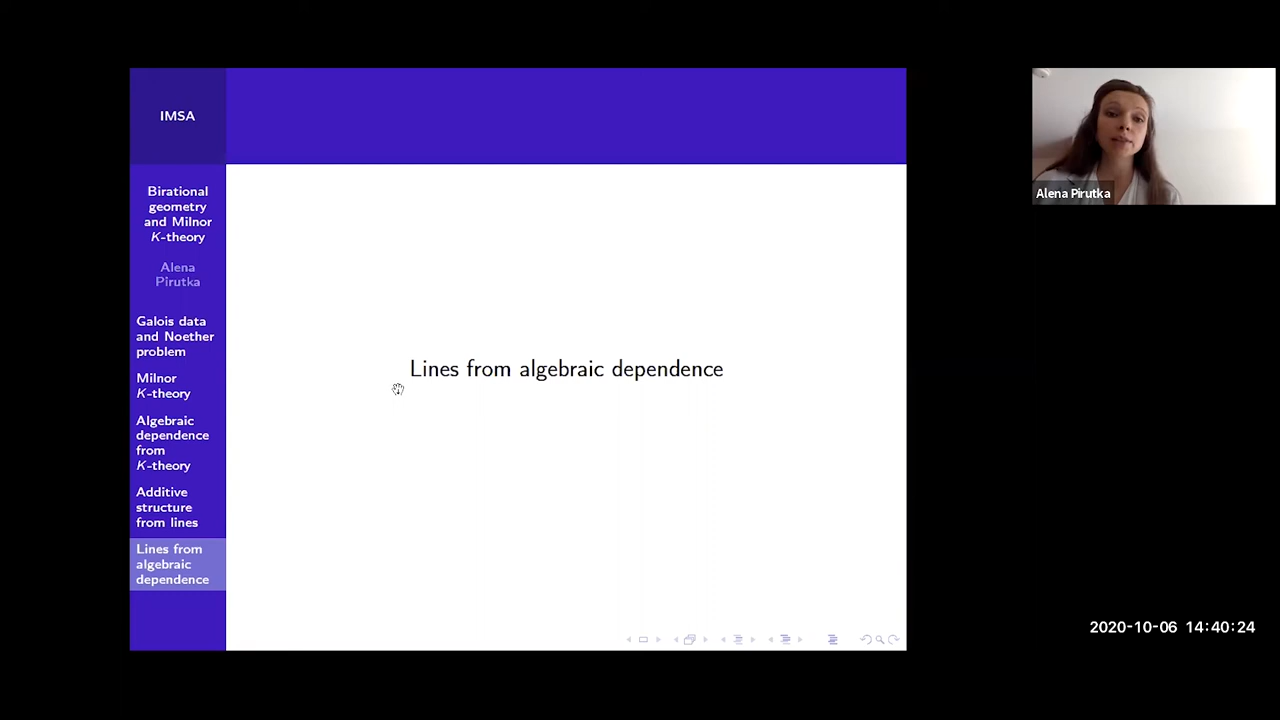 IMSA
Birational
geometry
and Milnor
K-theory
Alena
Pirutka
Galois data
and Noether
problem
Milnor
K-theory
Algebraic
dependence
from
K-theory
Additive
structure
from lines
Lines from
algebraic
dependence
Lines from algebraic dependence
Alena Pirutka
2020-10-06 14:40:24